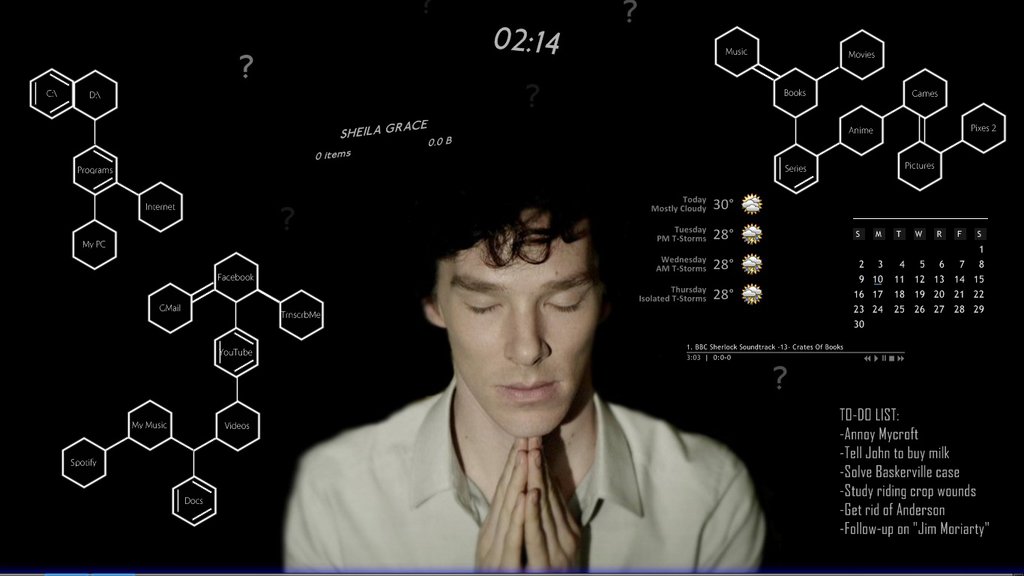 ?
?
02:14
?
?
SHEILA GRACE
0 items
0.0 B
?
C:\
D:\
Programs
Internet
My PC
Facebook
GMail
TrnscrbMe
YouTube
My Music
Videos
Spotify
Docs
Music
Movies
Books
Games
Anime
Pixes 2
Series
Pictures
Today 30°
Mostly Cloudy
Tuesday 28°
PM T-Storms
Wednesday 28°
AM T-Storms
Thursday 28°
Isolated T-Storms
S M T W R F S
1
2 3 4 5 6 7 8
9 10 11 12 13 14 15
16 17 18 19 20 21 22
23 24 25 26 27 28 29
30
1. BBC Sherlock Soundtrack -13- Crates Of Books
3:03 | 0:0-0
?
TO-DO LIST:
-Annoy Mycroft
-Tell John to buy milk
-Solve Baskerville case
-Study riding crop wounds
-Get rid of Anderson
-Follow-up on "Jim Moriarty"